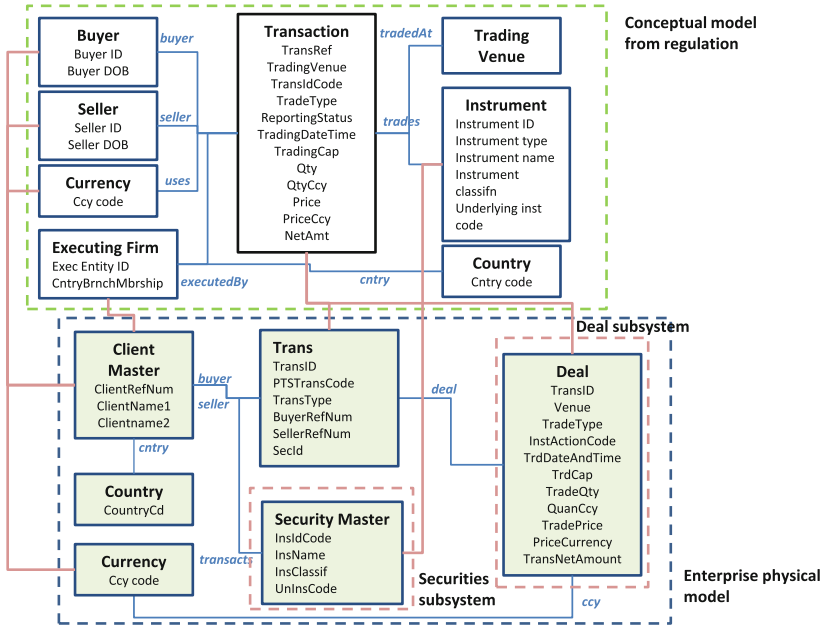 Conceptual model
from regulation
Buyer
Buyer ID
Buyer DOB
buyer
Seller
Seller ID
Seller DOB
seller
Currency
Ccy code
uses
Executing Firm
Exec Entity ID
CntryBrnchMbrship
executedBy
Transaction
TransRef
TradingVenue
TransIdCode
TradeType
ReportingStatus
TradingDateTime
TradingCap
Qty
QtyCcy
Price
PriceCcy
NetAmt
tradedAt
trades
cntry
Trading
Venue
Instrument
Instrument ID
Instrument type
Instrument name
Instrument
classifn
Underlying inst
code
Country
Cntry code
Client
Master
ClientRefNum
ClientName1
Clientname2
buyer
seller
cntry
Country
CountryCd
Currency
Ccy code
transacts
Trans
TransID
PTSTransCode
TransType
BuyerRefNum
SellerRefNum
SecId
deal
Security Master
InsIdCode
InsName
InsClassif
UnInsCode
Securities
subsystem
Deal subsystem
Deal
TransID
Venue
TradeType
InstActionCode
TrdDateAndTime
TrdCap
TradeQty
QuanCcy
TradePrice
PriceCurrency
TransNetAmount
ccy
Enterprise physical
model